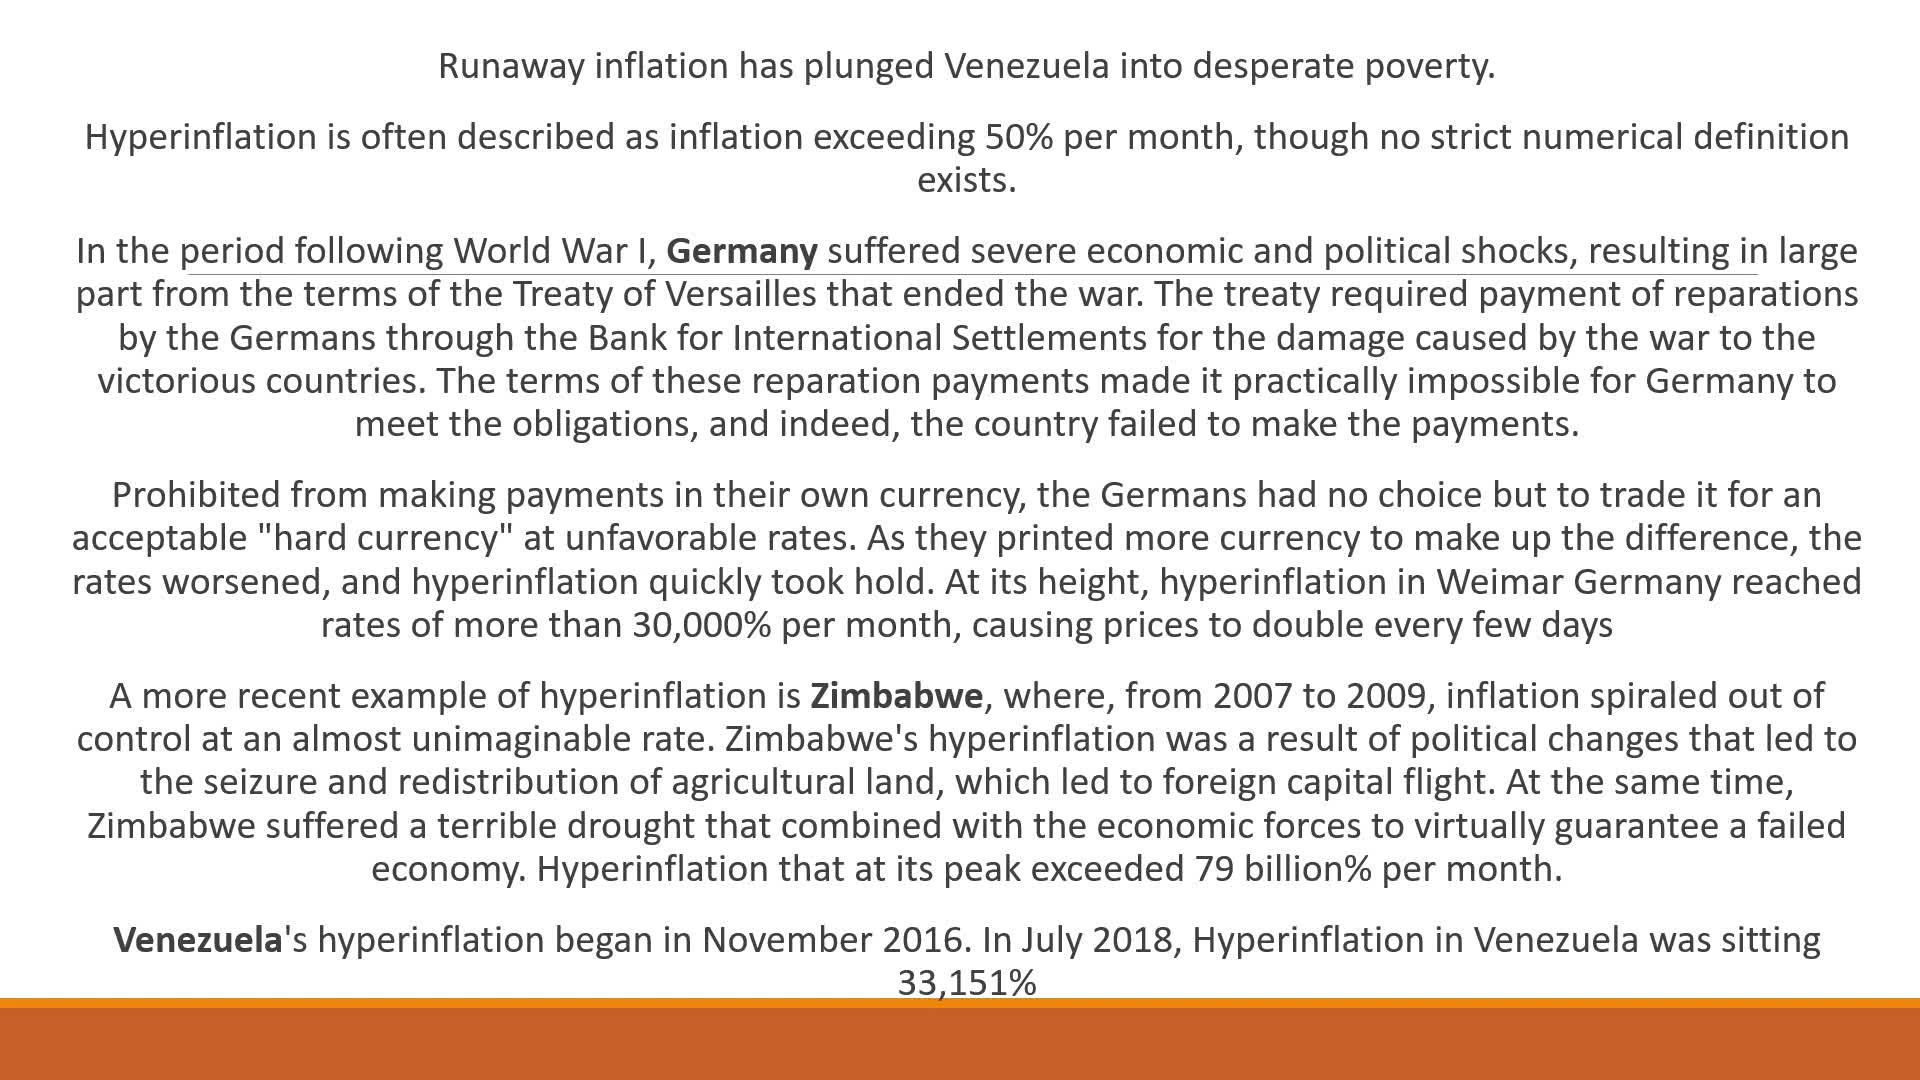 Runaway inflation has plunged Venezuela into desperate poverty.
Hyperinflation is often described as inflation exceeding 50% per month, though no strict numerical definition
exists.
In the period following World War I, Germany suffered severe economic and political shocks, resulting in large
part from the terms of the Treaty of Versailles that ended the war. The treaty required payment of reparations
by the Germans through the Bank for International Settlements for the damage caused by the war to the
victorious countries. The terms of these reparation payments made it practically impossible for Germany to
meet the obligations, and indeed, the country failed to make the payments.
Prohibited from making payments in their own currency, the Germans had no choice but to trade it for an
acceptable "hard currency" at unfavorable rates. As they printed more currency to make up the difference, the
rates worsened, and hyperinflation quickly took hold. At its height, hyperinflation in Weimar Germany reached
rates of more than 30,000% per month, causing prices to double every few days
A more recent example of hyperinflation is Zimbabwe, where, from 2007 to 2009, inflation spiraled out of
control at an almost unimaginable rate. Zimbabwe's hyperinflation was a result of political changes that led to
the seizure and redistribution of agricultural land, which led to foreign capital flight. At the same time,
Zimbabwe suffered a terrible drought that combined with the economic forces to virtually guarantee a failed
economy. Hyperinflation that at its peak exceeded 79 billion% per month.
Venezuela's hyperinflation began in November 2016. In July 2018, Hyperinflation in Venezuela was sitting
33,151%